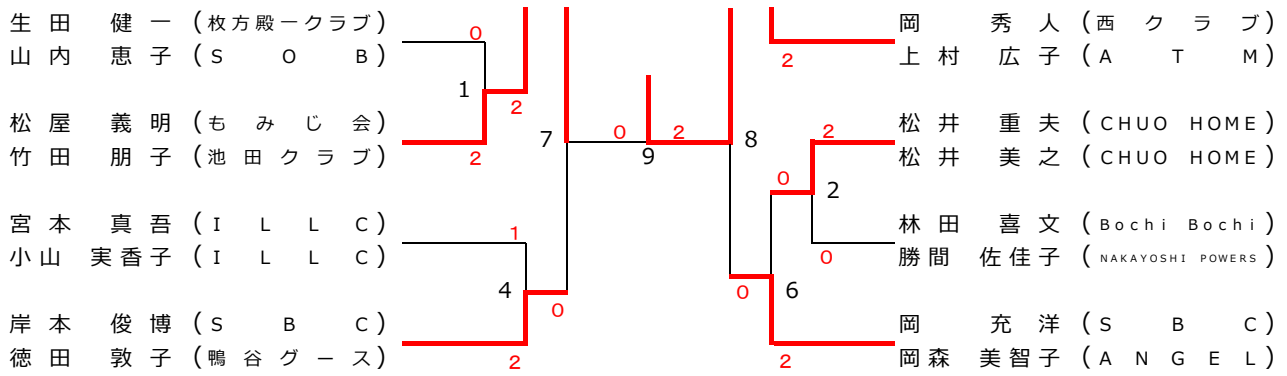 生田 健一 (枚方殿一クラブ)
山内 恵子 (S O B)
松屋 義明 (もみじ会)
竹田 朋子 (池田クラブ)
宮本 真吾 (I L L C)
小山 実香子 (I L L C)
岸本 俊博 (S B C)
徳田 敦子 (鴨谷グース)
0
1
2
2
1
4
0
2
7
0
9
2
8
岡 秀人 (西クラブ)
上村 広子 (A T M)
松井 重夫 (CHUO HOME)
松井 美之 (CHUO HOME)
林田 喜文 (Bochi Bochi)
勝間 佐佳子 (NAKAYOSHI POWERS)
岡 充洋 (S B C)
岡森 美智子 (A N G E L)
2
2
0
2
0
0
6
2